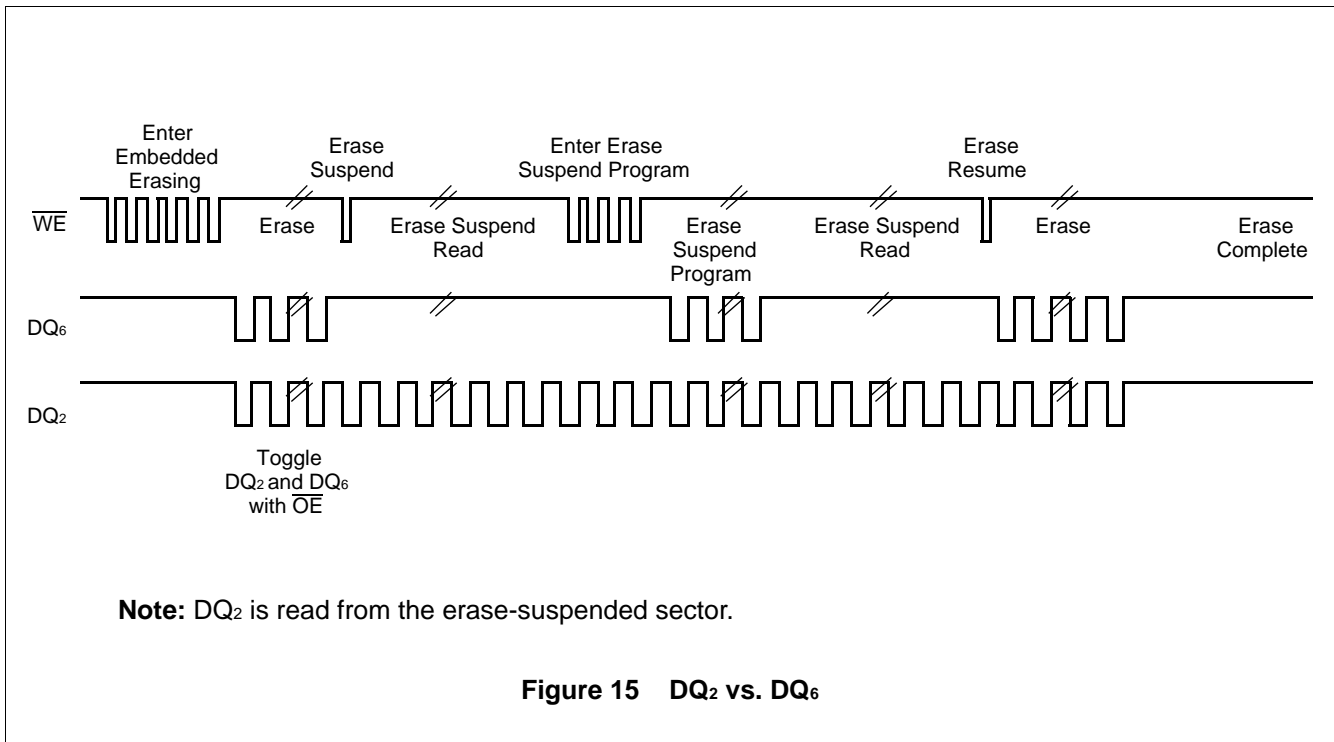 Enter
Embedded
Erasing
Erase
Suspend
Enter Erase
Suspend Program
Erase
Resume
WE
Erase
Erase Suspend
Read
Erase
Suspend
Program
Erase Suspend
Read
Erase
Erase
Complete
DQ6
DQ2
Toggle
DQ2 and DQ6
with OE
Note: DQ2 is read from the erase-suspended sector.
Figure 15 DQ2 vs. DQ6